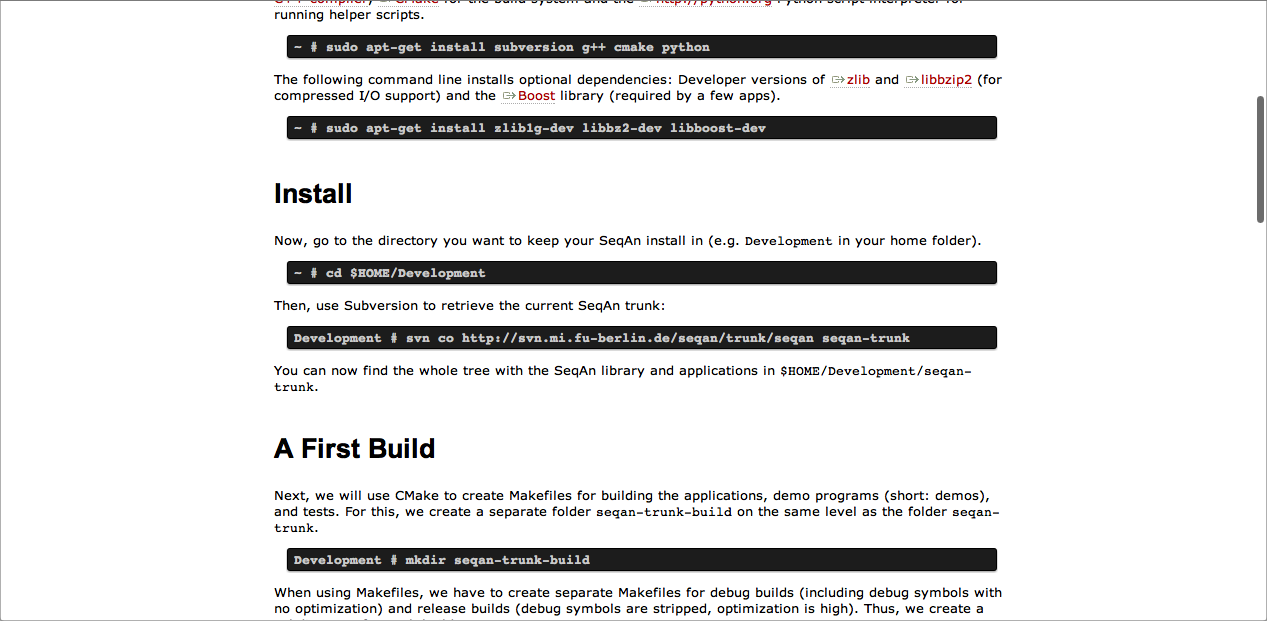 running helper scripts.
~ # sudo apt-get install subversion g++ cmake python
The following command line installs optional dependencies: Developer versions of zlib and libbzip2 (for
compressed I/O support) and the Boost library (required by a few apps).
~ # sudo apt-get install zlib1g-dev libbz2-dev libboost-dev
Install
Now, go to the directory you want to keep your SeqAn install in (e.g. Development in your home folder).
~ # cd $HOME/Development
Then, use Subversion to retrieve the current SeqAn trunk:
Development # svn co http://svn.mi.fu-berlin.de/seqan/trunk/seqan seqan-trunk
You can now find the whole tree with the SeqAn library and applications in $HOME/Development/seqan-
trunk.
A First Build
Next, we will use CMake to create Makefiles for building the applications, demo programs (short: demos),
and tests. For this, we create a separate folder seqan-trunk-build on the same level as the folder seqan-
trunk.
Development # mkdir seqan-trunk-build
When using Makefiles, we have to create separate Makefiles for debug builds (including debug symbols with
no optimization) and release builds (debug symbols are stripped, optimization is high). Thus, we create a